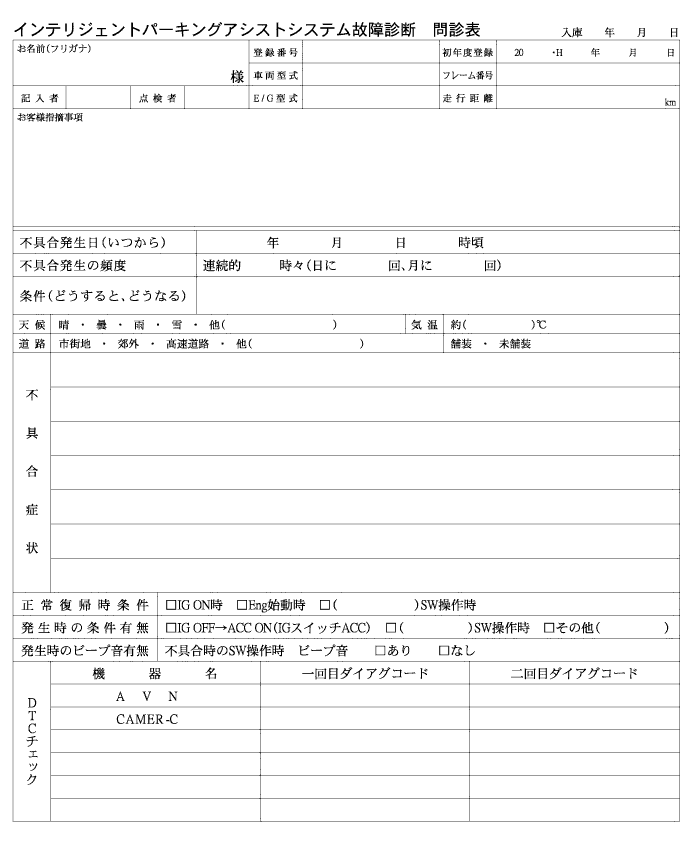 インテリジェントパーキングアシストシステム故障診断　問診表　入庫　年　月　日
お名前(フリガナ)　様
登録番号　初年度登録　20　・H　年　月　日
車両型式　フレーム番号
記入者　点検者　E/G型式　走行距離　km
お客様指摘事項
不具合発生日(いつから)　年　月　日　時頃
不具合発生の頻度　連続的　時々(日に　回、月に　回)
条件(どうすると、どうなる)
天候　晴・曇・雨・雪・他(　)　気温　約(　)℃
道路　市街地・郊外・高速道路・他(　)　舗装・未舗装
不具合症状
正常復帰時条件　□IG ON時　□Eng始動時　□(　)SW操作時
発生時の条件有無　□IG OFF→ACC ON(IGスイッチACC)　□(　)SW操作時　□その他(　)
発生時のビープ音有無　不具合時のSW操作時　ビープ音　□あり　□なし
DTCチェック
機器名　一回目ダイアグコード　二回目ダイアグコード
A V N
CAMER-C